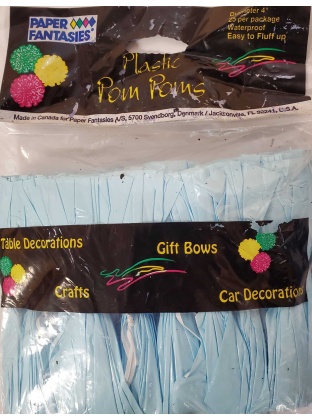 PAPER
FANTASIES®
Diameter 4"
25 per package
Waterproof
Easy to Fluff up
Plastic
Pom Poms
Made in Canada for Paper Fantasies A/S, 5700 Svendborg, Denmark / Jacksonville, FL 32241, U.S.A.
Table Decorations
Gift Bows
Crafts
Car Decorations